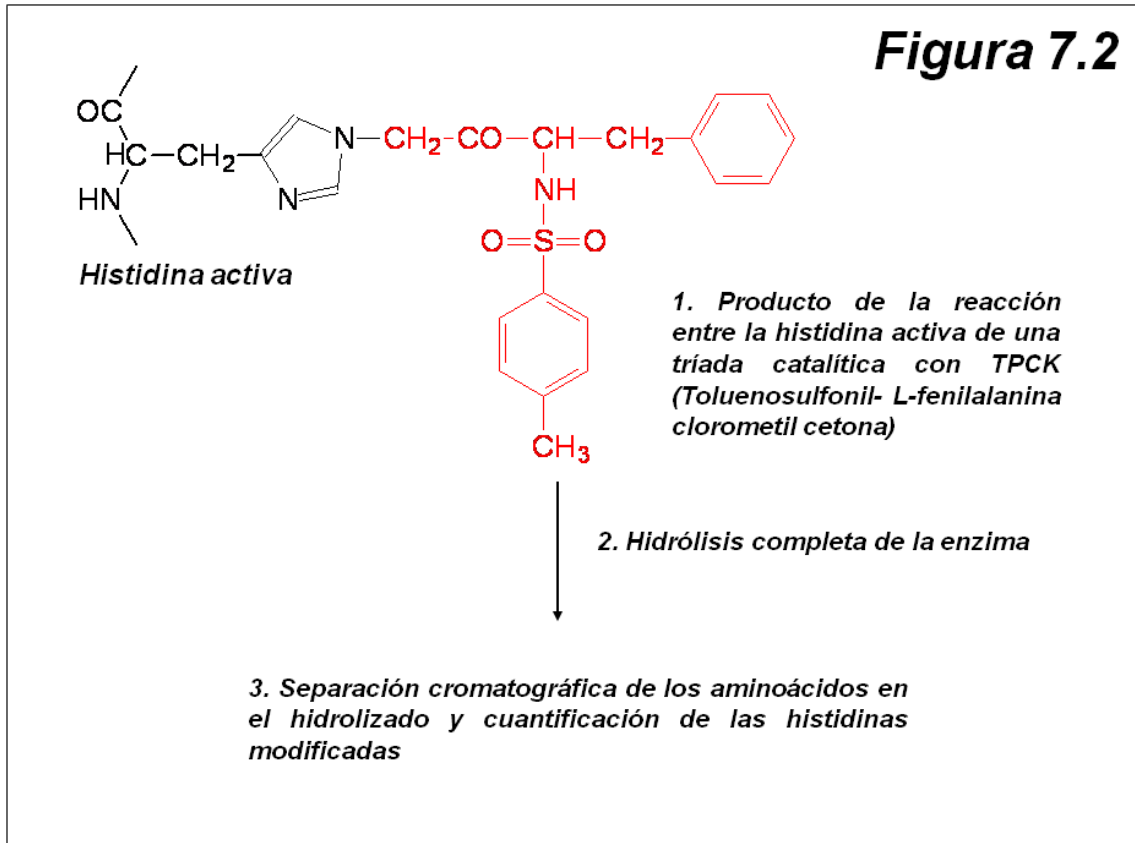 Figura 7.2
OC
HC—CH₂
HN
N
N—CH₂—CO—CH—CH₂
NH
O=S=O
CH₃
Histidina activa
1. Producto de la reacción
entre la histidina activa de una
tríada catalítica con TPCK
(Toluenosulfonil- L-fenilalanina
clorometil cetona)
2. Hidrólisis completa de la enzima
3. Separación cromatográfica de los aminoácidos en
el hidrolizado y cuantificación de las histidinas
modificadas